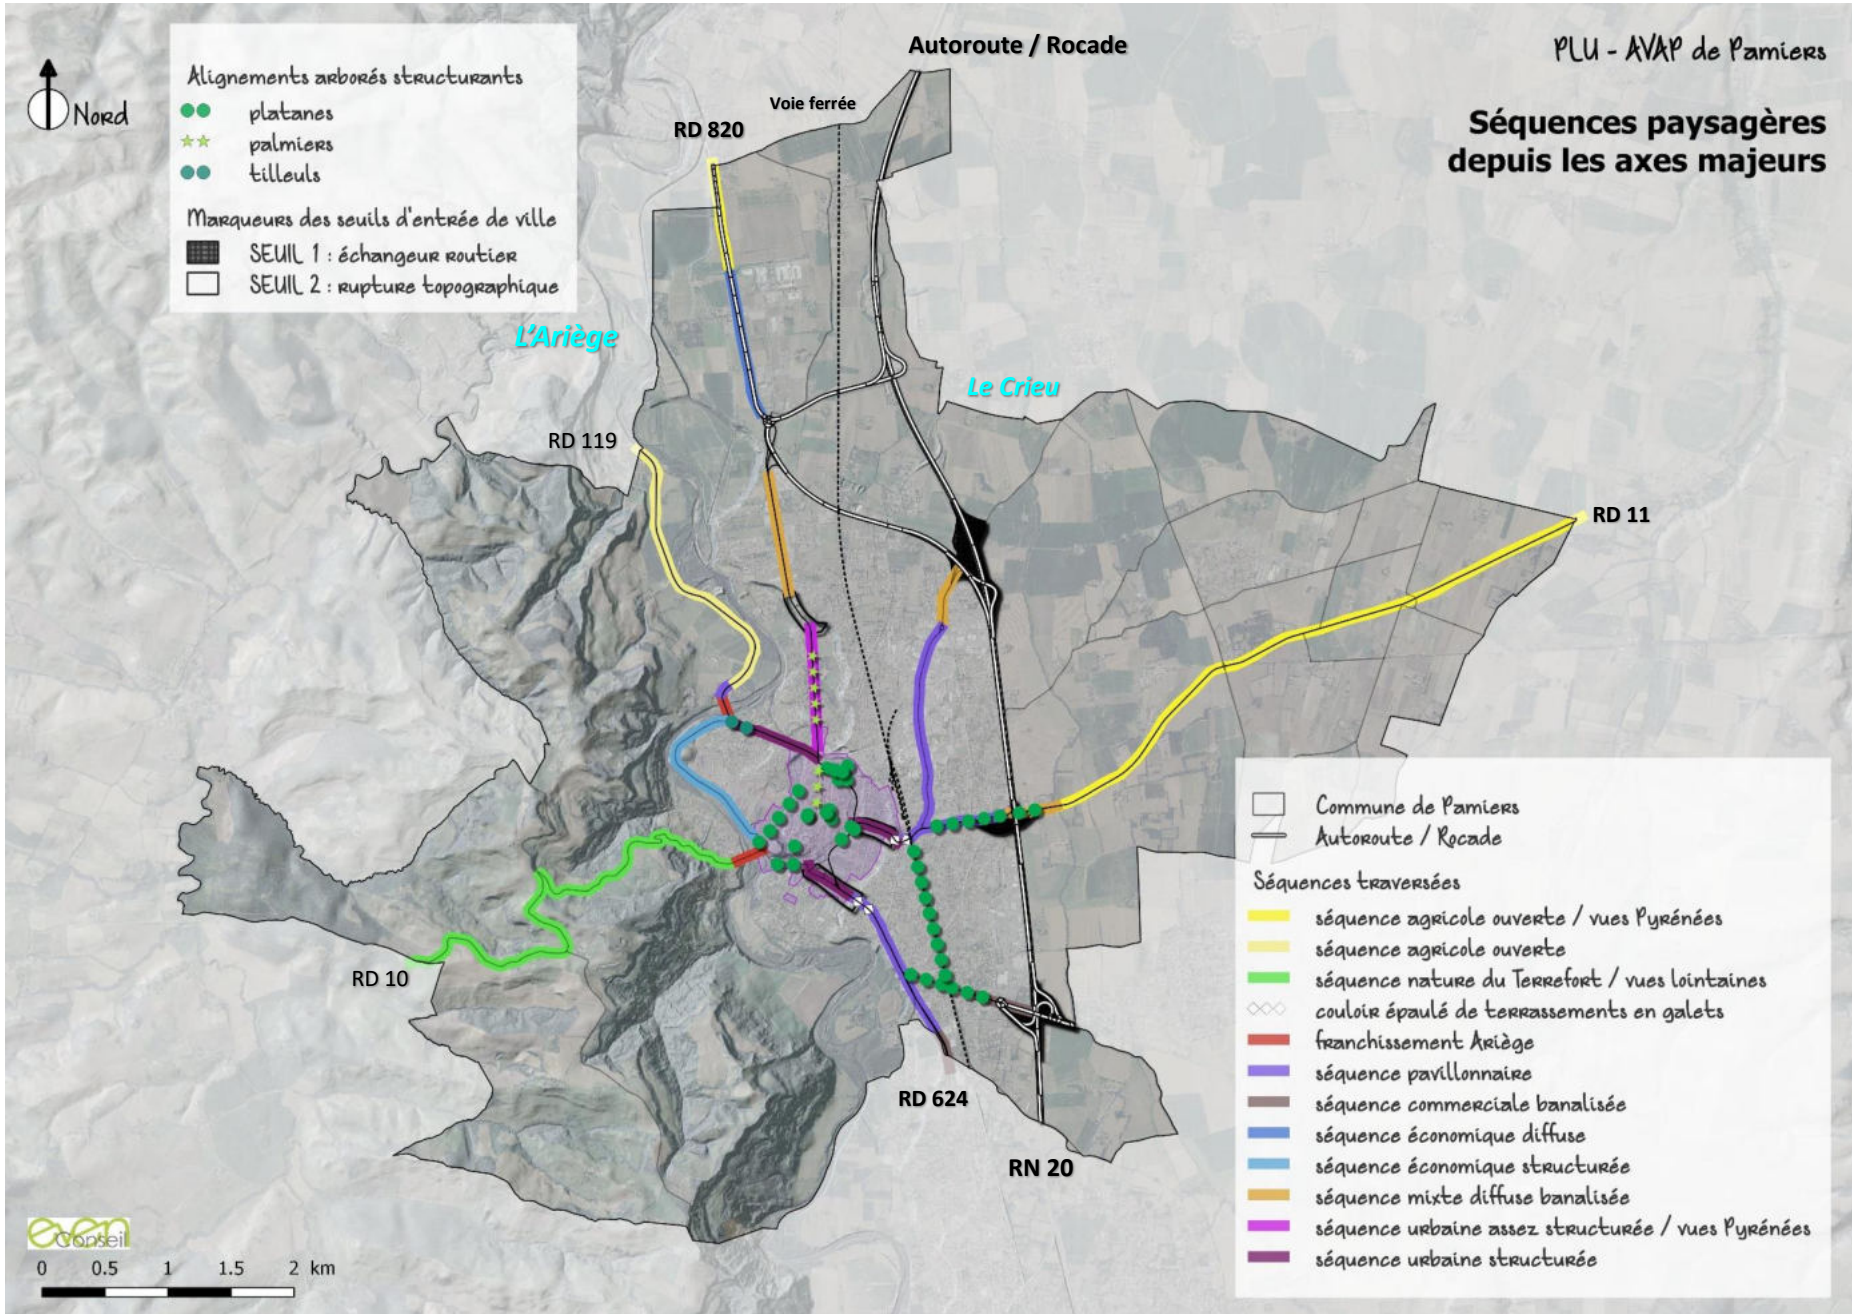 Alignements arborés structurants
platanes
palmiers
tilleuls
Marqueurs des seuils d'entrée de ville
SEUIL 1 : échangeur routier
SEUIL 2 : rupture topographique
Nord
Autoroute / Rocade
Voie ferrée
RD 820
PLU - AVAP de Pamiers
Séquences paysagères
depuis les axes majeurs
L'Ariège
Le Crieu
RD 119
RD 11
RD 10
RD 624
RN 20
Commune de Pamiers
Autoroute / Rocade
Séquences traversées
séquence agricole ouverte / vues Pyrénées
séquence agricole ouverte
séquence nature du Terrefort / vues lointaines
couloir épaulé de terrassements en galets
franchissement Ariège
séquence pavillonnaire
séquence commerciale banalisée
séquence économique diffuse
séquence économique structurée
séquence mixte diffuse banalisée
séquence urbaine assez structurée / vues Pyrénées
séquence urbaine structurée
even
Conseil
0 0.5 1 1.5 2 km